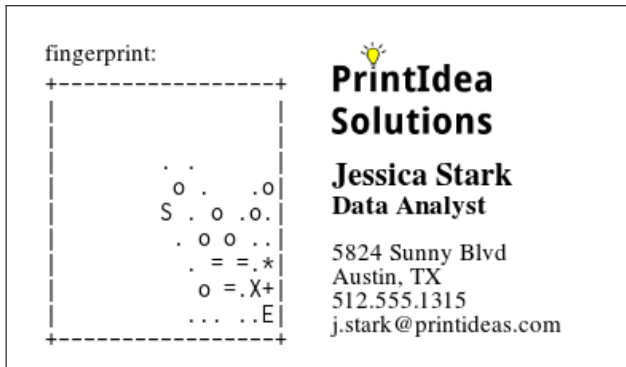 fingerprint:
+-----------------+
|                 |
|                 |
|                 |
|         . .     |
|          o .   .o|
|         S . o .o.|
|          . o o ..|
|           . = =.*|
|            o =.X+|
|           ... ..E|
+-----------------+
PrintIdea
Solutions
Jessica Stark
Data Analyst
5824 Sunny Blvd
Austin, TX
512.555.1315
j.stark@printideas.com